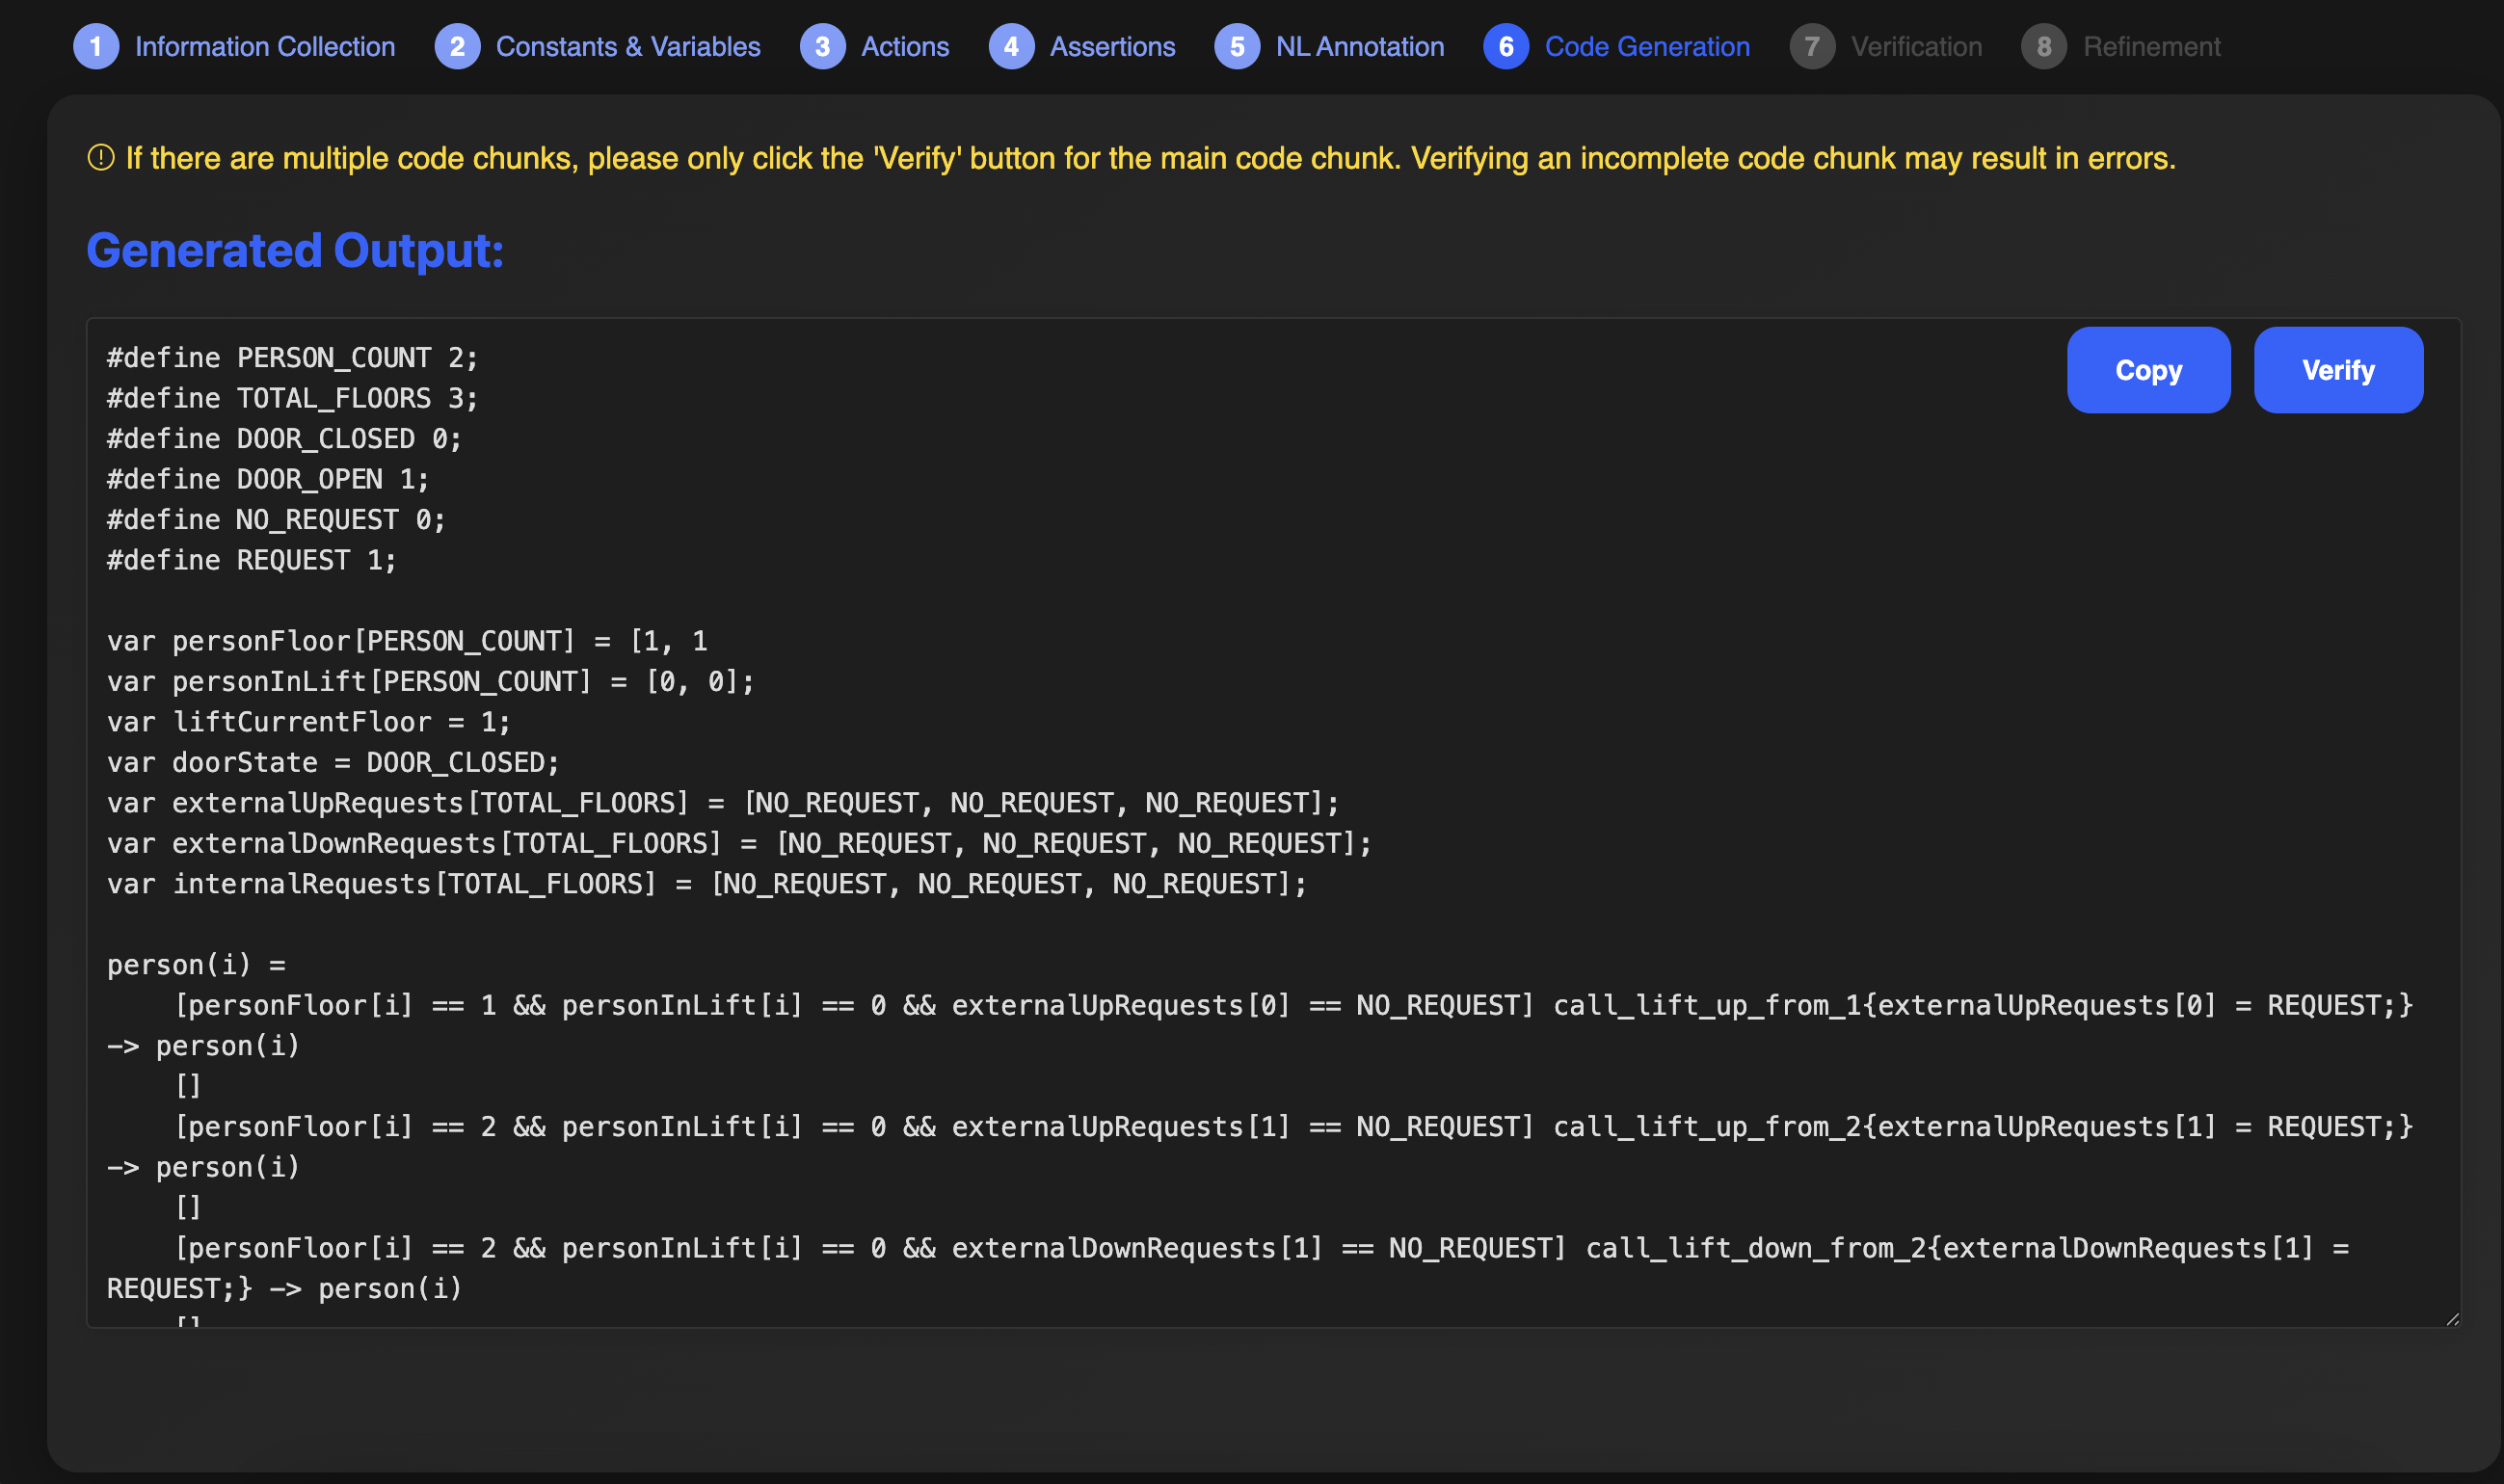 1 Information Collection 2 Constants & Variables 3 Actions 4 Assertions 5 NL Annotation 6 Code Generation 7 Verification 8 Refinement
If there are multiple code chunks, please only click the 'Verify' button for the main code chunk. Verifying an incomplete code chunk may result in errors.
Generated Output:
Copy Verify
#define PERSON_COUNT 2;
#define TOTAL_FLOORS 3;
#define DOOR_CLOSED 0;
#define DOOR_OPEN 1;
#define NO_REQUEST 0;
#define REQUEST 1;
var personFloor[PERSON_COUNT] = [1, 1
var personInLift[PERSON_COUNT] = [0, 0];
var liftCurrentFloor = 1;
var doorState = DOOR_CLOSED;
var externalUpRequests[TOTAL_FLOORS] = [NO_REQUEST, NO_REQUEST, NO_REQUEST];
var externalDownRequests[TOTAL_FLOORS] = [NO_REQUEST, NO_REQUEST, NO_REQUEST];
var internalRequests[TOTAL_FLOORS] = [NO_REQUEST, NO_REQUEST, NO_REQUEST];
person(i) =
[personFloor[i] == 1 && personInLift[i] == 0 && externalUpRequests[0] == NO_REQUEST] call_lift_up_from_1{externalUpRequests[0] = REQUEST;}
-> person(i)
[]
[personFloor[i] == 2 && personInLift[i] == 0 && externalUpRequests[1] == NO_REQUEST] call_lift_up_from_2{externalUpRequests[1] = REQUEST;}
-> person(i)
[]
[personFloor[i] == 2 && personInLift[i] == 0 && externalDownRequests[1] == NO_REQUEST] call_lift_down_from_2{externalDownRequests[1] =
REQUEST;} -> person(i)
[]